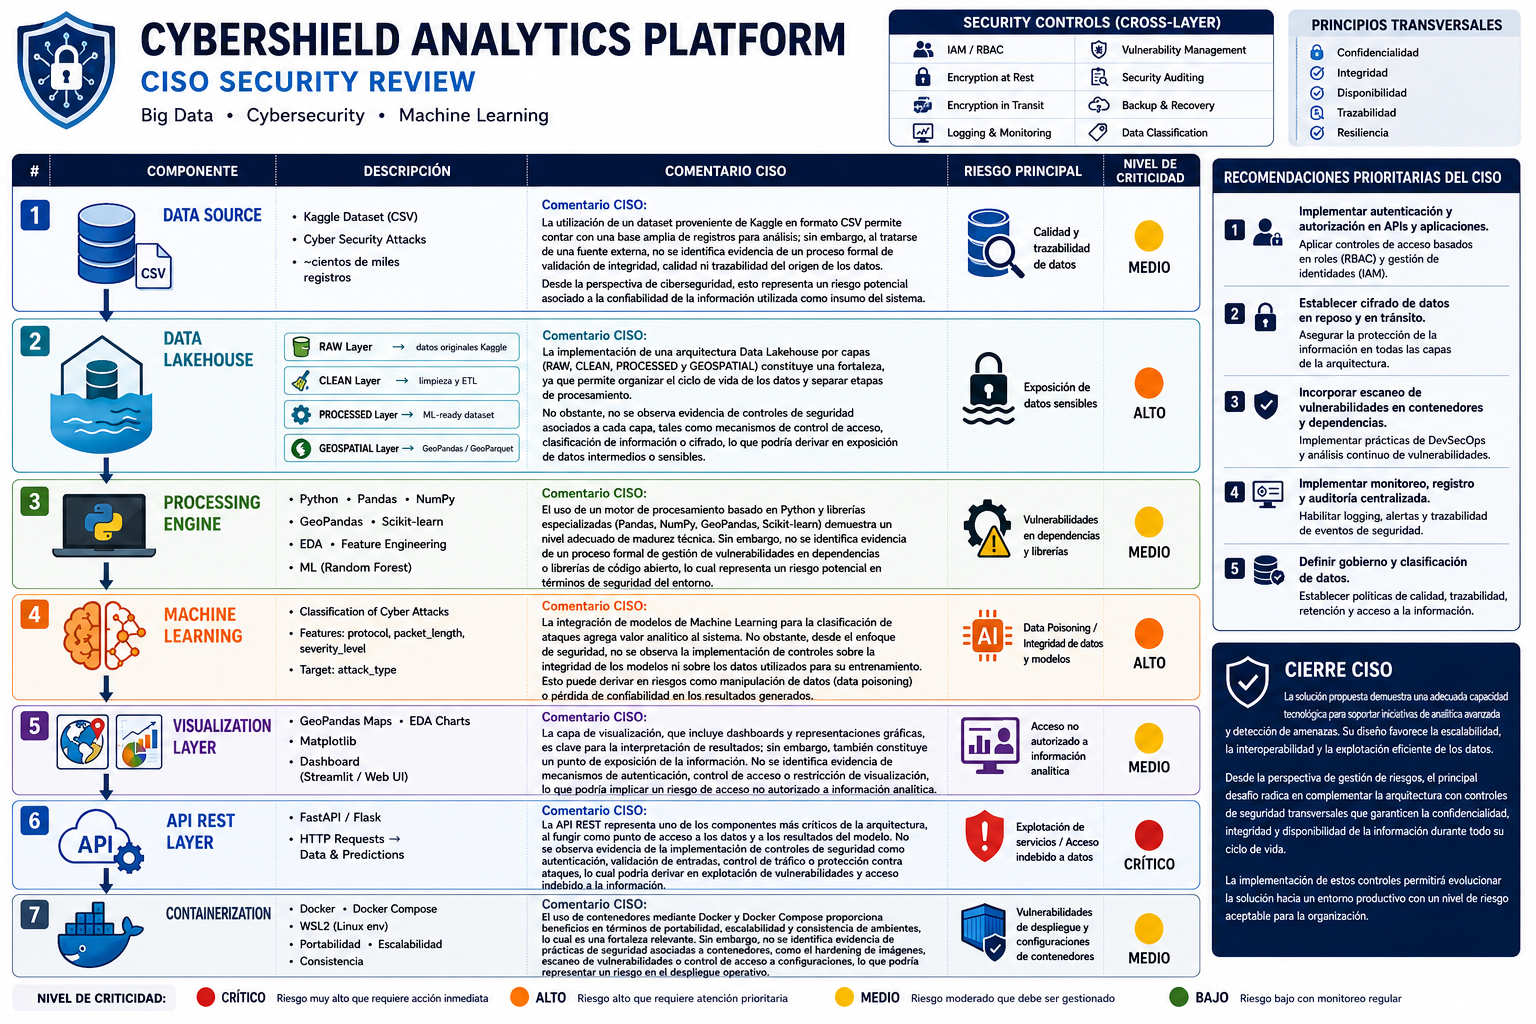 CYBERSHIELD ANALYTICS PLATFORM
CISO SECURITY REVIEW
Big Data • Cybersecurity • Machine Learning
SECURITY CONTROLS (CROSS-LAYER)
IAM / RBAC
Vulnerability Management
Encryption at Rest
Security Auditing
Encryption in Transit
Backup & Recovery
Logging & Monitoring
Data Classification
PRINCIPIOS TRANSVERSALES
Confidencialidad
Integridad
Disponibilidad
Trazabilidad
Resiliencia
#
COMPONENTE
DESCRIPCIÓN
COMENTARIO CISO
RIESGO PRINCIPAL
NIVEL DE
CRITICIDAD
1
CSV
DATA SOURCE
• Kaggle Dataset (CSV)
• Cyber Security Attacks
• ~cientos de miles
registros
Comentario CISO:
La utilización de un dataset proveniente de Kaggle en formato CSV permite
contar con una base amplia de registros para análisis; sin embargo, al tratarse
de una fuente externa, no se identifica evidencia de un proceso formal de
validación de integridad, calidad ni trazabilidad del origen de los datos.
Desde la perspectiva de ciberseguridad, esto representa un riesgo potencial
asociado a la confiabilidad de la información utilizada como insumo del sistema.
Calidad y
trazabilidad
de datos
MEDIO
2
DATA
LAKEHOUSE
RAW Layer → datos originales Kaggle
CLEAN Layer → limpieza y ETL
PROCESSED Layer → ML-ready dataset
GEOSPATIAL Layer → GeoPandas / GeoParquet
Comentario CISO:
La implementación de una arquitectura Data Lakehouse por capas
(RAW, CLEAN, PROCESSED y GEOSPATIAL) constituye una fortaleza,
ya que permite organizar el ciclo de vida de los datos y separar etapas
de procesamiento.
No obstante, no se observa evidencia de controles de seguridad
asociados a cada capa, tales como mecanismos de control de acceso,
clasificación de información o cifrado, lo que podría derivar en exposición
de datos intermedios o sensibles.
Exposición de
datos sensibles
ALTO
3
PROCESSING
ENGINE
• Python • Pandas • NumPy
• GeoPandas • Scikit-learn
• EDA • Feature Engineering
• ML (Random Forest)
Comentario CISO:
El uso de un motor de procesamiento basado en Python y librerías
especializadas (Pandas, NumPy, GeoPandas, Scikit-learn) demuestra un
nivel adecuado de madurez técnica. Sin embargo, no se identifica evidencia
de un proceso formal de gestión de vulnerabilidades en dependencias
o librerías de código abierto, lo cual representa un riesgo potencial en
términos de seguridad del entorno.
Vulnerabilidades
en dependencias
y librerías
MEDIO
4
MACHINE
LEARNING
• Classification of Cyber Attacks
• Features: protocol, packet_length,
severity_level
• Target: attack_type
Comentario CISO:
La integración de modelos de Machine Learning para la clasificación de
ataques agrega valor analítico al sistema. No obstante, desde el enfoque
de seguridad, no se observa la implementación de controles sobre la
integridad de los modelos ni sobre los datos utilizados para su entrenamiento.
Esto puede derivar en riesgos como manipulación de datos (data poisoning)
o pérdida de confiabilidad en los resultados generados.
AI
Data Poisoning /
Integridad de datos
y modelos
ALTO
5
VISUALIZATION
LAYER
• GeoPandas Maps • EDA Charts
• Matplotlib
• Dashboard
(Streamlit / Web UI)
Comentario CISO:
La capa de visualización, que incluye dashboards y representaciones gráficas,
es clave para la interpretación de resultados; sin embargo, también constituye
un punto de exposición de la información. No se identifica evidencia de
mecanismos de autenticación, control de acceso o restricción de visualización,
lo que podría implicar un riesgo de acceso no autorizado a información analítica.
Acceso no
autorizado a
información
analítica
MEDIO
6
API
API REST
LAYER
• FastAPI / Flask
• HTTP Requests →
Data & Predictions
Comentario CISO:
La API REST representa uno de los componentes más críticos de la arquitectura,
al fungir como punto de acceso a los datos y a los resultados del modelo. No
se observa evidencia de la implementación de controles de seguridad como
autenticación, validación de entradas, control de tráfico o protección contra
ataques, lo cual podría derivar en explotación de vulnerabilidades y acceso
indebido a la información.
Explotación de
servicios / Acceso
indebido a datos
CRÍTICO
7
CONTAINERIZATION
• Docker • Docker Compose
• WSL2 (Linux env)
• Portabilidad • Escalabilidad
• Consistencia
Comentario CISO:
El uso de contenedores mediante Docker y Docker Compose proporciona
beneficios en términos de portabilidad, escalabilidad y consistencia de ambientes,
lo cual es una fortaleza relevante. Sin embargo, no se identifica evidencia de
prácticas de seguridad asociadas a contenedores, como el hardening de imágenes,
escaneo de vulnerabilidades o control de acceso a configuraciones, lo que podría
representar un riesgo en el despliegue operativo.
Vulnerabilidades
de despliegue y
configuraciones
de contenedores
MEDIO
RECOMENDACIONES PRIORITARIAS DEL CISO
1
Implementar autenticación y
autorización en APIs y aplicaciones.
Aplicar controles de acceso basados
en roles (RBAC) y gestión de
identidades (IAM).
2
Establecer cifrado de datos
en reposo y en tránsito.
Asegurar la protección de la
información en todas las capas
de la arquitectura.
3
Incorporar escaneo de
vulnerabilidades en contenedores
y dependencias.
Implementar prácticas de DevSecOps
y análisis continuo de vulnerabilidades.
4
Implementar monitoreo, registro
y auditoría centralizada.
Habilitar logging, alertas y trazabilidad
de eventos de seguridad.
5
Definir gobierno y clasificación
de datos.
Establecer políticas de calidad, trazabilidad,
retención y acceso a la información.
CIERRE CISO
La solución propuesta demuestra una adecuada capacidad
tecnológica para soportar iniciativas de analítica avanzada
y detección de amenazas. Su diseño favorece la escalabilidad,
la interoperabilidad y la explotación eficiente de los datos.
Desde la perspectiva de gestión de riesgos, el principal
desafío radica en complementar la arquitectura con controles
de seguridad transversales que garanticen la confidencialidad,
integridad y disponibilidad de la información durante todo su
ciclo de vida.
La implementación de estos controles permitirá evolucionar
la solución hacia un entorno productivo con un nivel de riesgo
aceptable para la organización.
NIVEL DE CRITICIDAD:
CRÍTICO Riesgo muy alto que requiere acción inmediata
ALTO Riesgo alto que requiere atención prioritaria
MEDIO Riesgo moderado que debe ser gestionado
BAJO Riesgo bajo con monitoreo regular